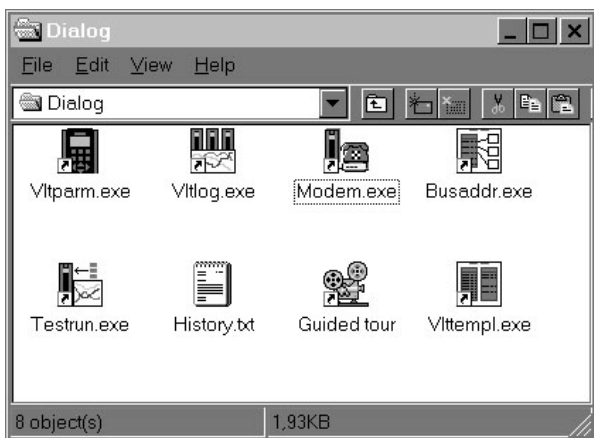 Dialog
File Edit View Help
Dialog
Vltparm.exe Vltlog.exe Modem.exe Busaddr.exe
Testrun.exe History.txt Guided tour Vlttempl.exe
8 object(s) 1,93KB